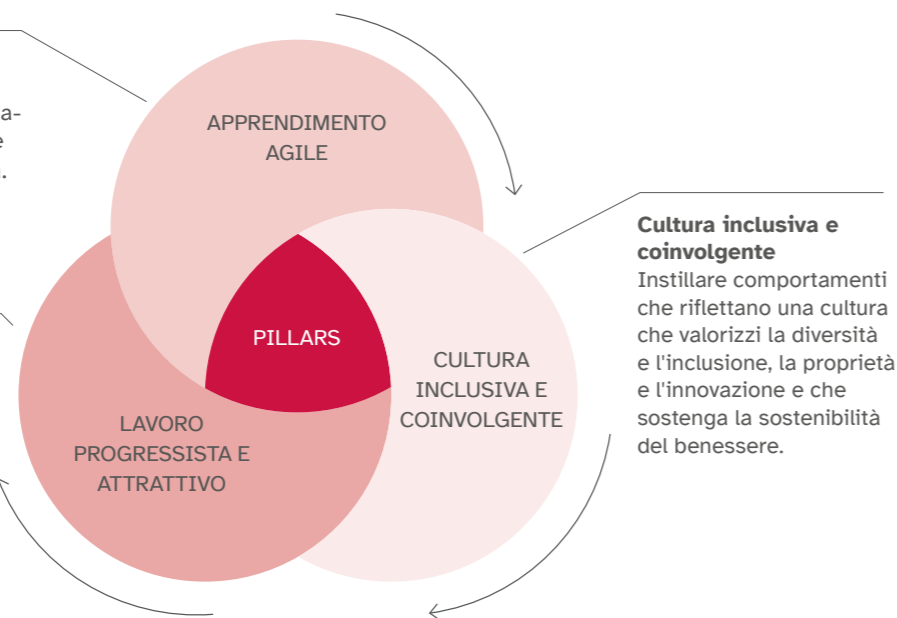 a-
e
.
APPRENDIMENTO
AGILE
PILLARS
CULTURA
INCLUSIVA E
COINVOLGENTE
LAVORO
PROGRESSISTA E
ATTRATTIVO
Cultura inclusiva e
coinvolgente
Instillare comportamenti
che riflettano una cultura
che valorizzi la diversità
e l'inclusione, la proprietà
e l'innovazione e che
sostenga la sostenibilità
del benessere.